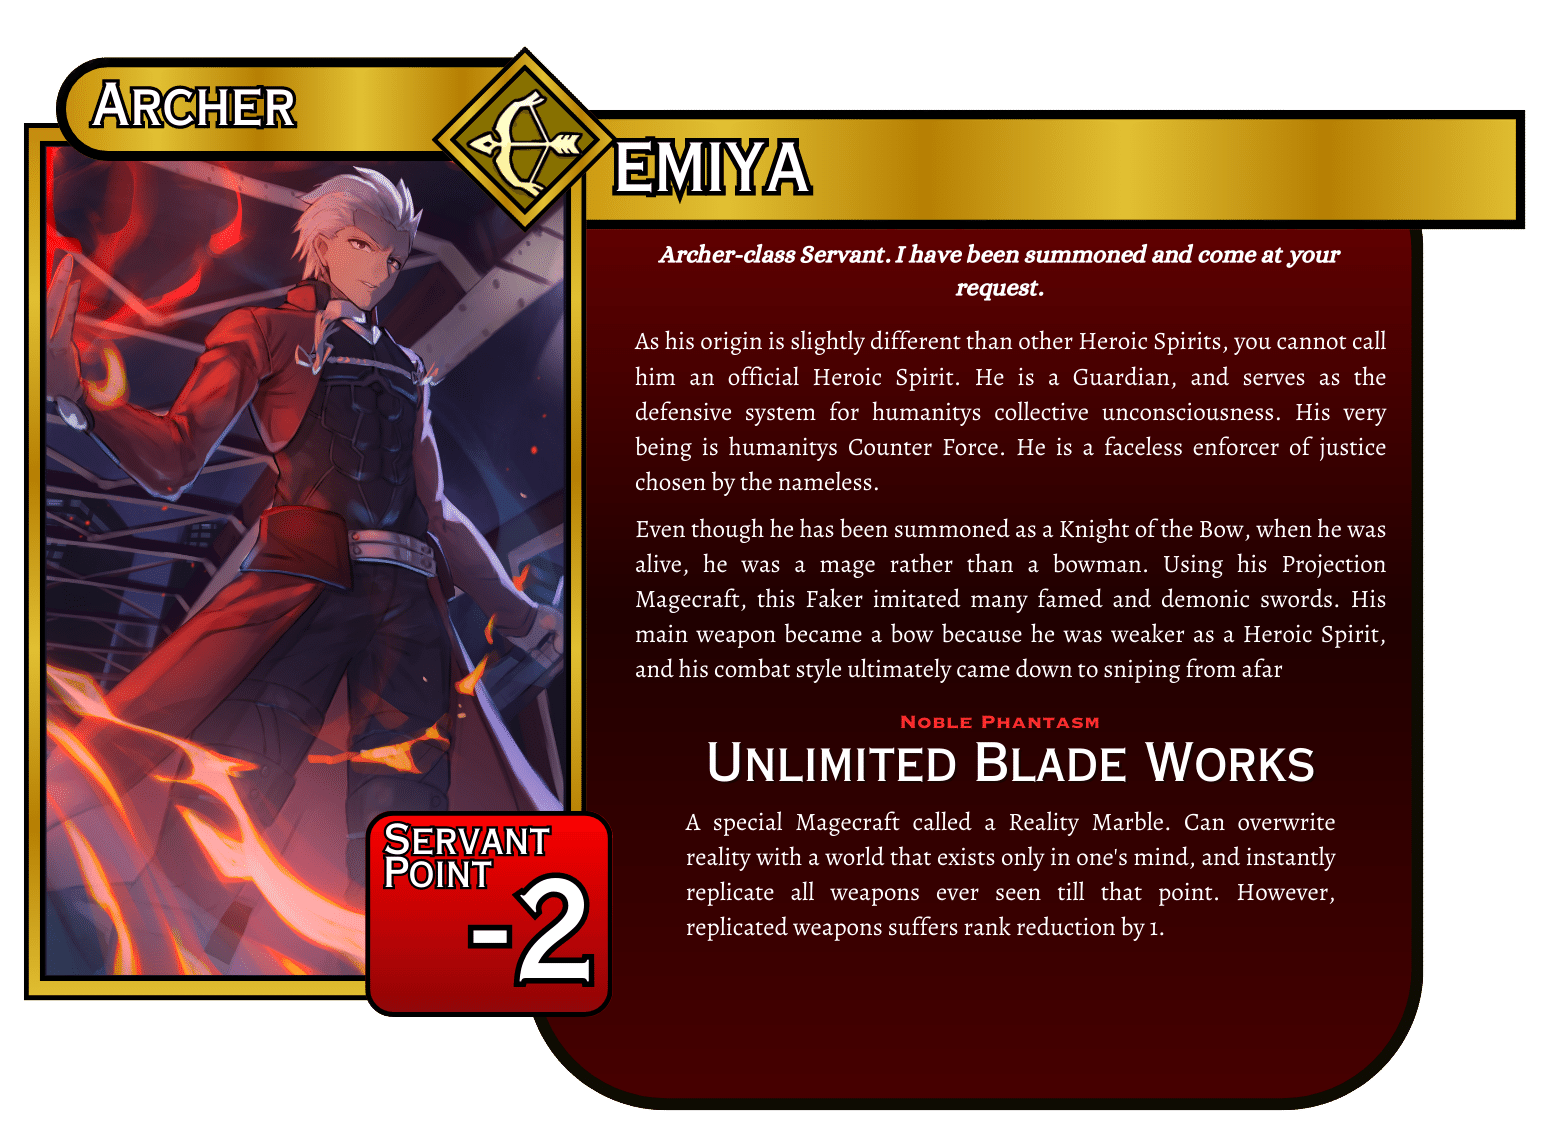 ARCHER
EMIYA
Archer-class Servant. I have been summoned and come at your
request.
As his origin is slightly different than other Heroic Spirits, you cannot call
him an official Heroic Spirit. He is a Guardian, and serves as the
defensive system for humanitys collective unconsciousness. His very
being is humanitys Counter Force. He is a faceless enforcer of justice
chosen by the nameless.
Even though he has been summoned as a Knight of the Bow, when he was
alive, he was a mage rather than a bowman. Using his Projection
Magecraft, this Faker imitated many famed and demonic swords. His
main weapon became a bow because he was weaker as a Heroic Spirit,
and his combat style ultimately came down to sniping from afar
NOBLE PHANTASM
UNLIMITED BLADE WORKS
A special Magecraft called a Reality Marble. Can overwrite
reality with a world that exists only in one's mind, and instantly
replicate all weapons ever seen till that point. However,
replicated weapons suffers rank reduction by 1.
SERVANT
POINT
-2